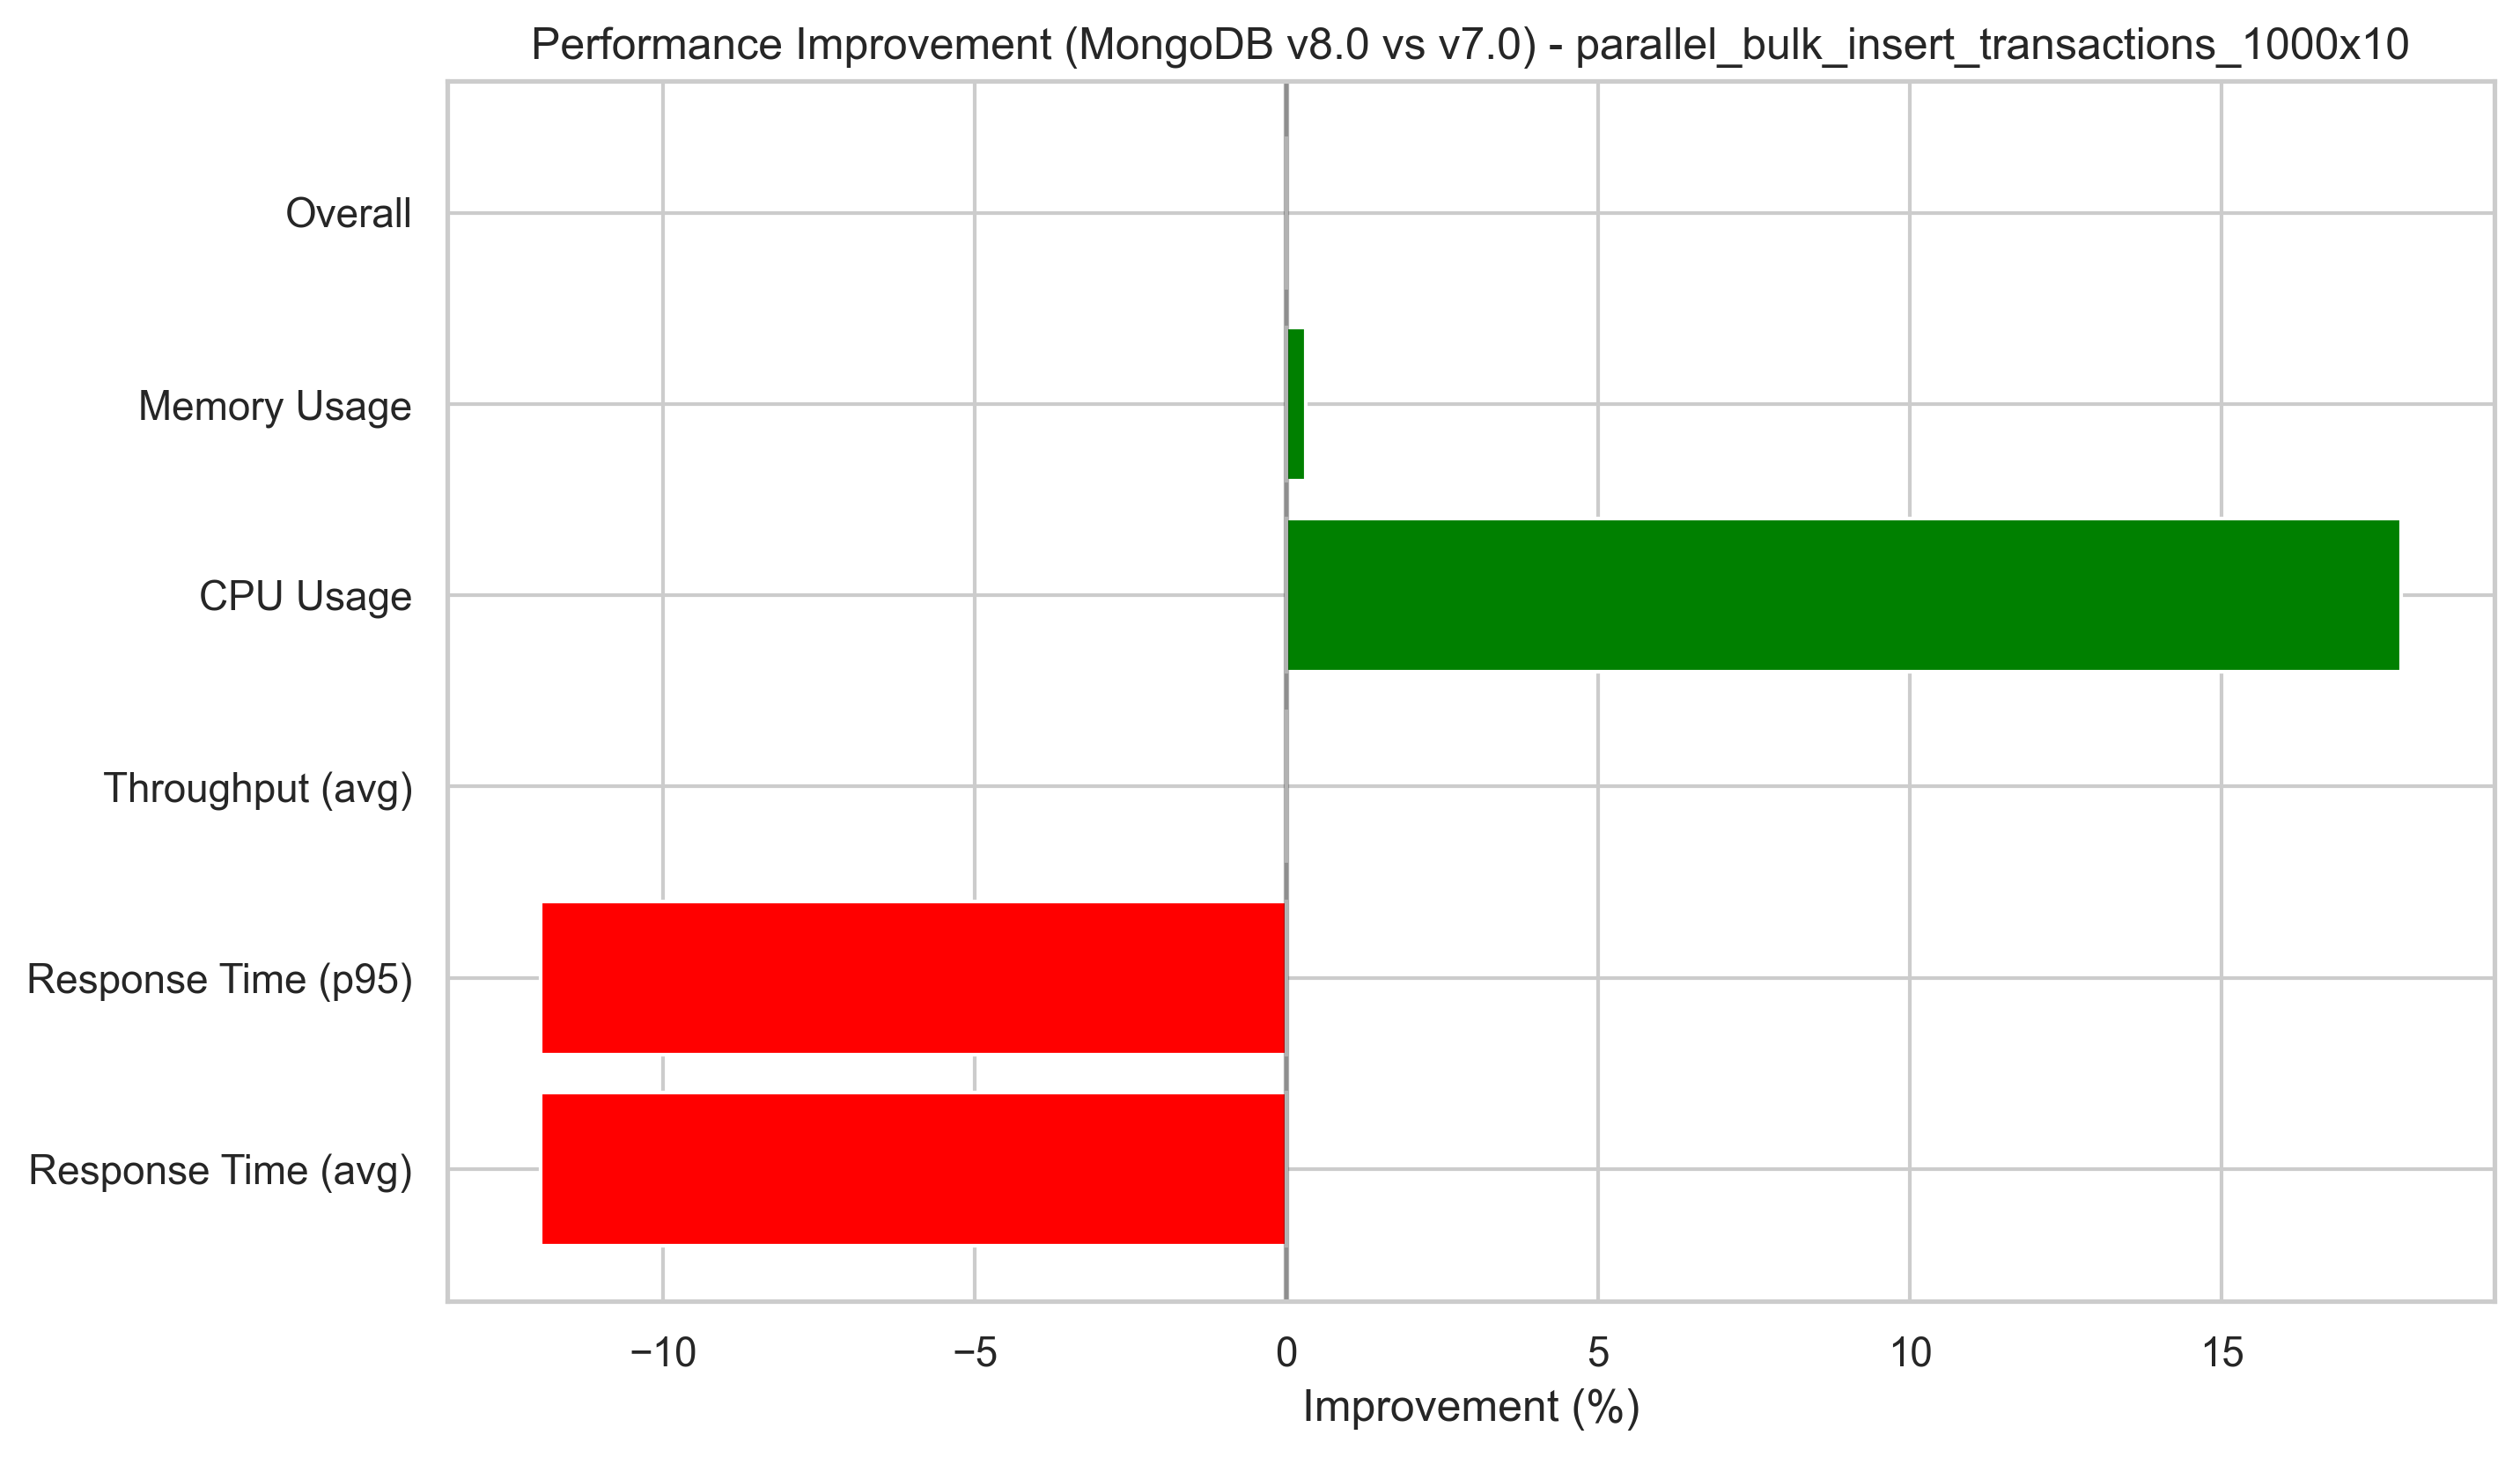 Performance Improvement (MongoDB v8.0 vs v7.0) - parallel_bulk_insert_transactions_1000x10
Overall
Memory Usage
CPU Usage
Throughput (avg)
Response Time (p95)
Response Time (avg)
−10 −5 0 5 10 15
Improvement (%)